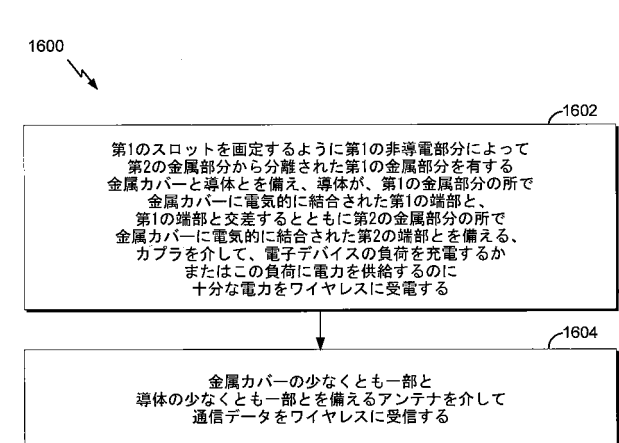 1600
1602
第1のスロットを画定するように第1の非導電部分によって
第2の金属部分から分離された第1の金属部分を有する
金属カバーと導体とを備え、導体が、第1の金属部分の所で
金属カバーに電気的に結合された第1の端部と、
第1の端部と交差するとともに第2の金属部分の所で
金属カバーに電気的に結合された第2の端部とを備える、
カプラを介して、電子デバイスの負荷を充電するか
またはこの負荷に電力を供給するのに
十分な電力をワイヤレスに受電する
1604
金属カバーの少なくとも一部と
導体の少なくとも一部とを備えるアンテナを介して
通信データをワイヤレスに受信する